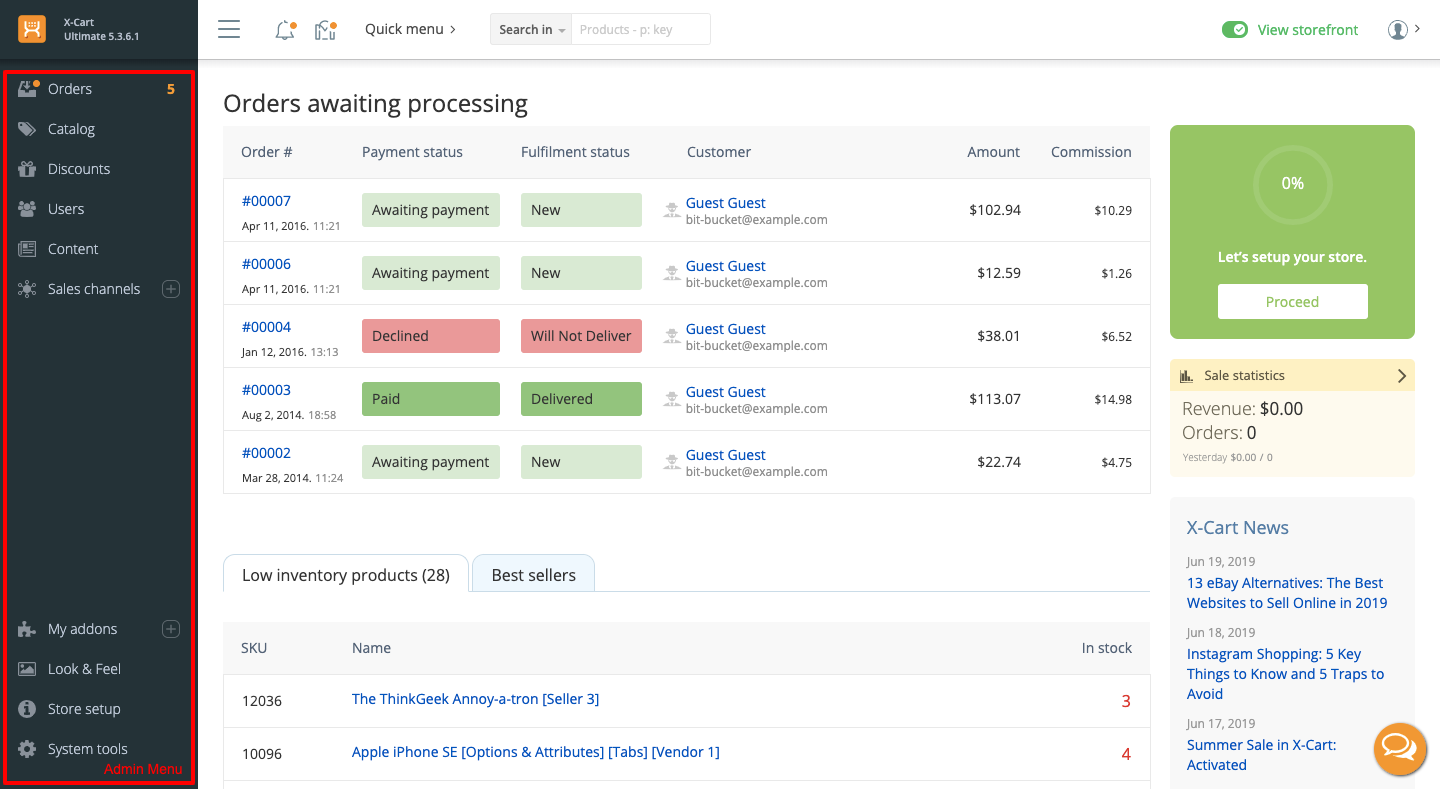 X-Cart
Ultimate 5.3.6.1
Quick menu
Search in
Products - p: key
View storefront
Orders 5
Catalog
Discounts
Users
Content
Sales channels
My addons
Look & Feel
Store setup
System tools
Admin Menu
Orders awaiting processing
Order # Payment status Fulfilment status Customer Amount Commission
#00007 Awaiting payment New Guest Guest $102.94 $10.29
Apr 11, 2016. 11:21 bit-bucket@example.com
#00006 Awaiting payment New Guest Guest $12.59 $1.26
Apr 11, 2016. 11:21 bit-bucket@example.com
#00004 Declined Will Not Deliver Guest Guest $38.01 $6.52
Jan 12, 2016. 13:13 bit-bucket@example.com
#00003 Paid Delivered Guest Guest $113.07 $14.98
Aug 2, 2014. 18:58 bit-bucket@example.com
#00002 Awaiting payment New Guest Guest $22.74 $4.75
Mar 28, 2014. 11:24 bit-bucket@example.com
Low inventory products (28) Best sellers
SKU Name In stock
12036 The ThinkGeek Annoy-a-tron [Seller 3] 3
10096 Apple iPhone SE [Options & Attributes] [Tabs] [Vendor 1] 4
0%
Let's setup your store.
Proceed
Sale statistics
Revenue: $0.00
Orders: 0
Yesterday $0.00 / 0
X-Cart News
Jun 19, 2019
13 eBay Alternatives: The Best
Websites to Sell Online in 2019
Jun 18, 2019
Instagram Shopping: 5 Key
Things to Know and 5 Traps to
Avoid
Jun 17, 2019
Summer Sale in X-Cart:
Activated